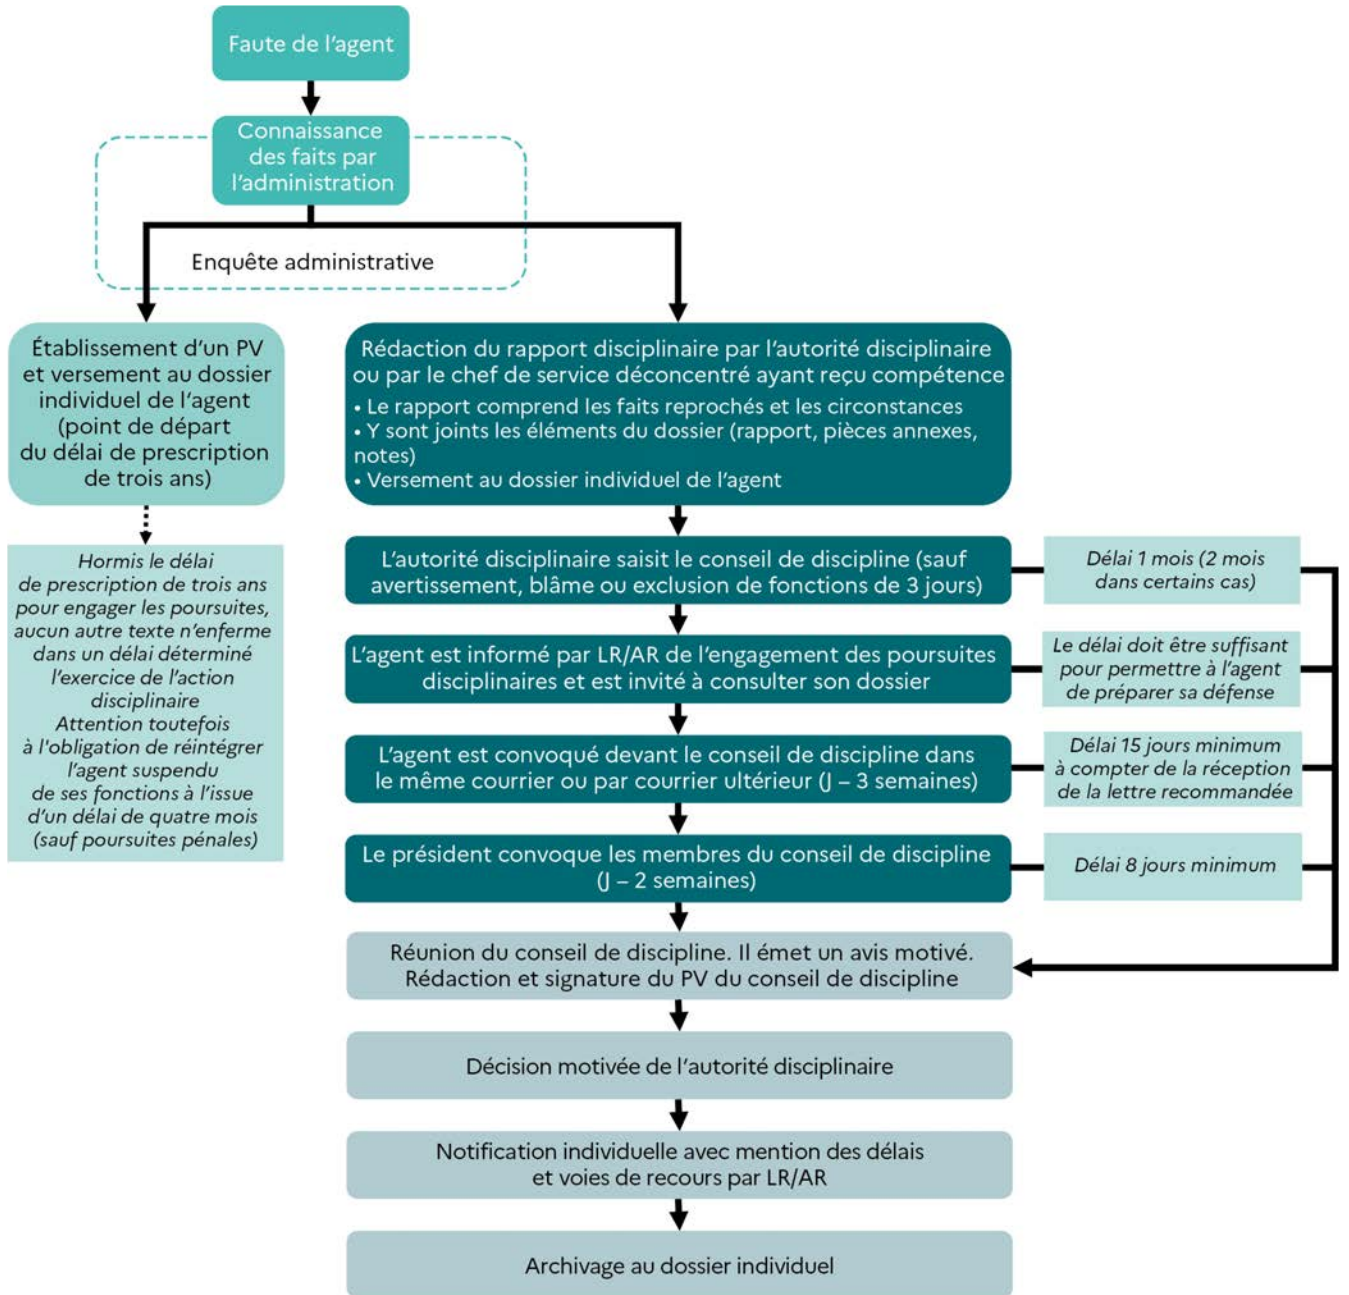 Faute de l'agent
Connaissance
des faits par
l'administration
Enquête administrative
Établissement d'un PV
et versement au dossier
individuel de l'agent
(point de départ
du délai de prescription
de trois ans)
Hormis le délai
de prescription de trois ans
pour engager les poursuites,
aucun autre texte n'enferme
dans un délai déterminé
l'exercice de l'action
disciplinaire
Attention toutefois
à l'obligation de réintégrer
l'agent suspendu
de ses fonctions à l'issue
d'un délai de quatre mois
(sauf poursuites pénales)
Rédaction du rapport disciplinaire par l'autorité disciplinaire
ou par le chef de service déconcentré ayant reçu compétence
• Le rapport comprend les faits reprochés et les circonstances
• Y sont joints les éléments du dossier (rapport, pièces annexes,
notes)
• Versement au dossier individuel de l'agent
L'autorité disciplinaire saisit le conseil de discipline (sauf
avertissement, blâme ou exclusion de fonctions de 3 jours)
Délai 1 mois (2 mois
dans certains cas)
L'agent est informé par LR/AR de l'engagement des poursuites
disciplinaires et est invité à consulter son dossier
Le délai doit être suffisant
pour permettre à l'agent
de préparer sa défense
L'agent est convoqué devant le conseil de discipline dans
le même courrier ou par courrier ultérieur (J – 3 semaines)
Délai 15 jours minimum
à compter de la réception
de la lettre recommandée
Le président convoque les membres du conseil de discipline
(J – 2 semaines)
Délai 8 jours minimum
Réunion du conseil de discipline. Il émet un avis motivé.
Rédaction et signature du PV du conseil de discipline
Décision motivée de l'autorité disciplinaire
Notification individuelle avec mention des délais
et voies de recours par LR/AR
Archivage au dossier individuel